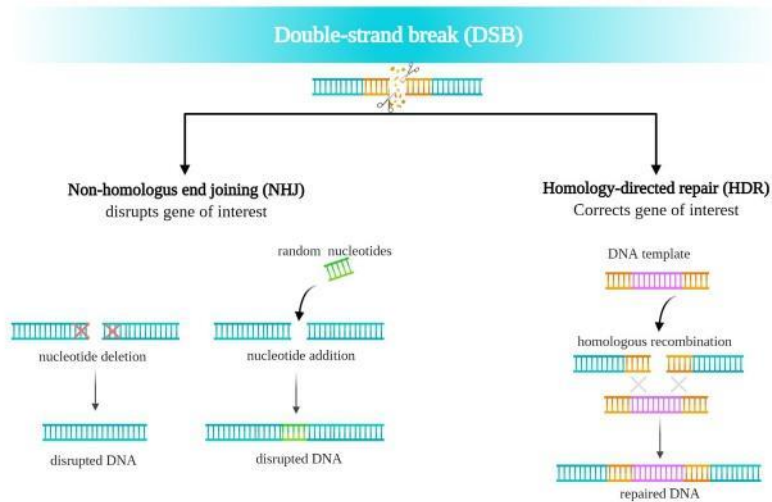 Double-strand break (DSB)
Non-homologus end joining (NHJ)
disrupts gene of interest
Homology-directed repair (HDR)
Corrects gene of interest
random nucleotides
DNA template
nucleotide deletion
nucleotide addition
homologous recombination
disrupted DNA
disrupted DNA
repaired DNA